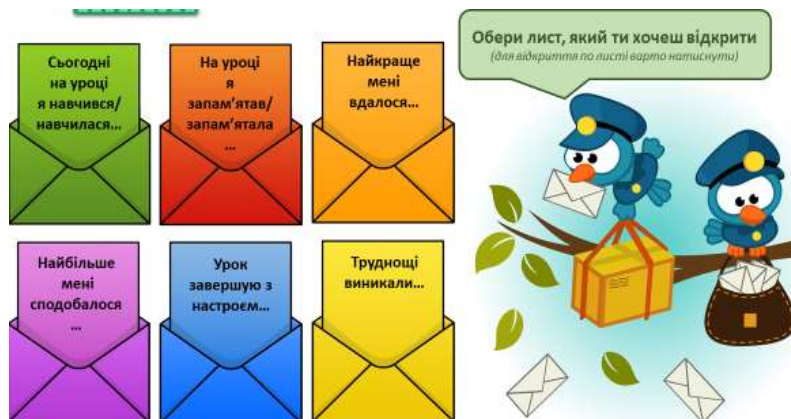 Обери лист, який ти хочеш відкрити
(для відкриття по листі варто натиснути)
Сьогодні
на уроці
я навчився/
навчилася...
На уроці
я
запам'ятав/
запам'ятала
...
Найкраще
мені
вдалося...
Найбільше
мені
сподобалося
...
Урок
завершую з
настроєм...
Труднощі
виникали...